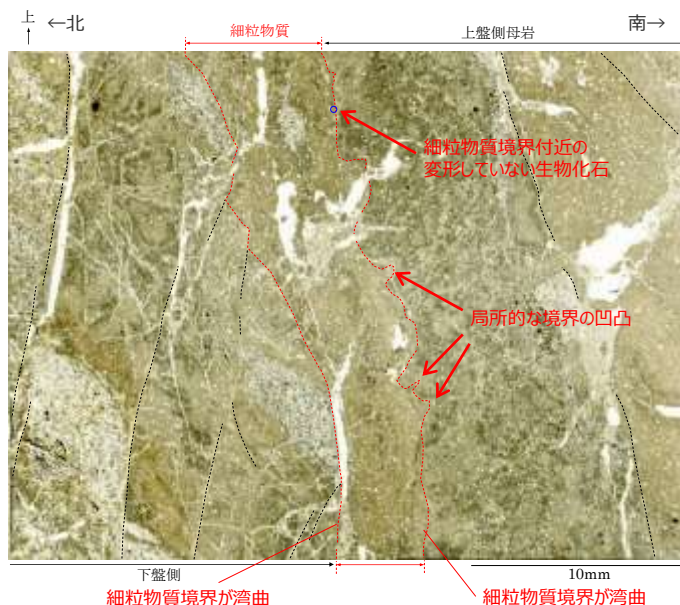 上 ←北
細粒物質
上盤側母岩
南→
細粒物質境界付近の
変形していない生物化石
局所的な境界の凹凸
下盤側
10mm
細粒物質境界が湾曲
細粒物質境界が湾曲